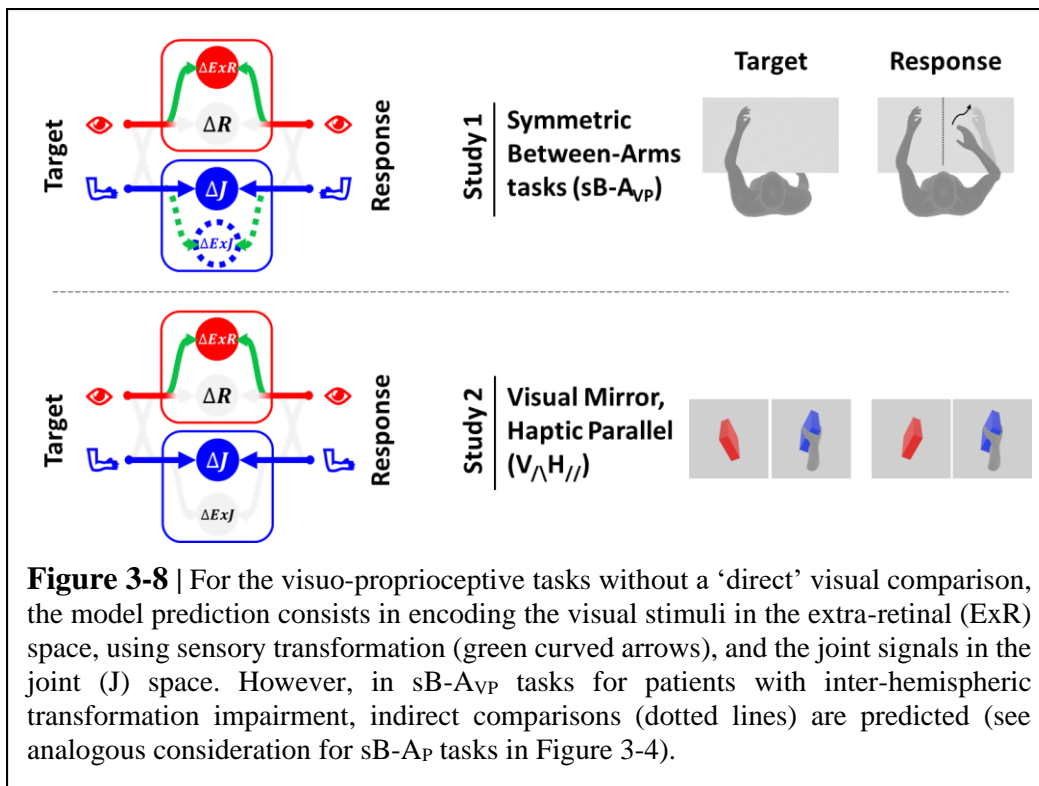 Target
ΔExR
ΔR
ΔJ
ΔExJ
Response
Study 1
Symmetric
Between-Arms
tasks (sB-AVP)
Target
Response
Target
ΔExR
ΔR
ΔJ
ΔExJ
Response
Study 2
Visual Mirror,
Haptic Parallel
(V/\H//)
Figure 3-8 | For the visuo-proprioceptive tasks without a ‘direct’ visual comparison,
the model prediction consists in encoding the visual stimuli in the extra-retinal (ExR)
space, using sensory transformation (green curved arrows), and the joint signals in the
joint (J) space. However, in sB-AVP tasks for patients with inter-hemispheric
transformation impairment, indirect comparisons (dotted lines) are predicted (see
analogous consideration for sB-AP tasks in Figure 3-4).